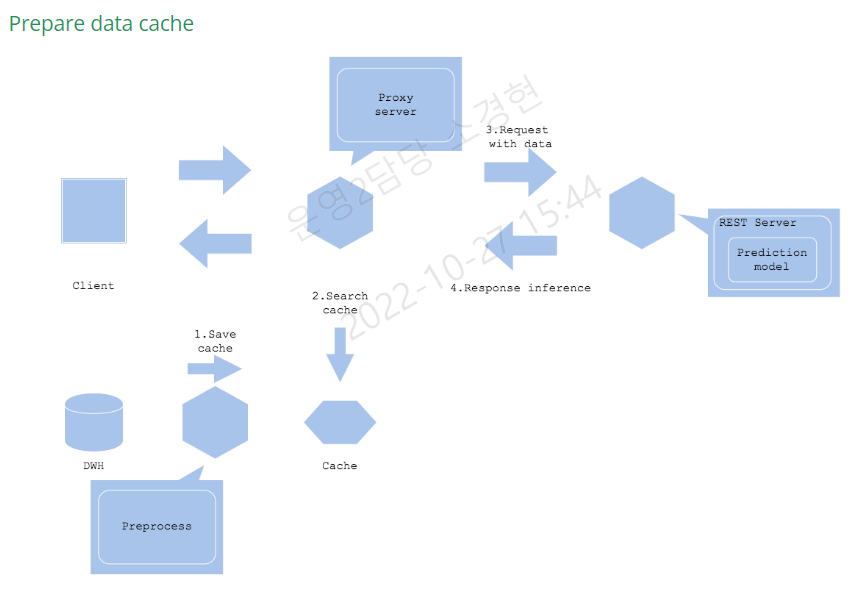 Prepare data cache
Proxy
server
3.Request
with data
REST Server
Prediction
model
Client
2.Search
cache
4.Response inference
1.Save
cache
DWH
Cache
Preprocess
운영2담당 소경현
2022-10-27 15:44